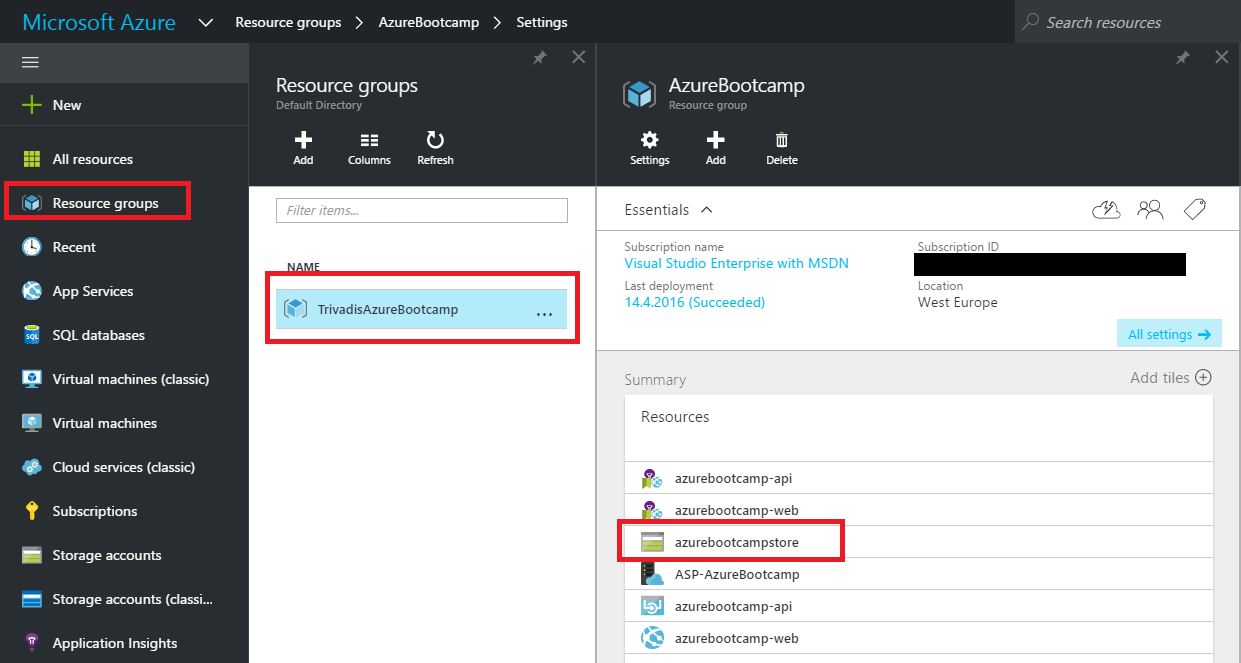 Microsoft Azure
Resource groups > AzureBootcamp > Settings
Search resources
New
All resources
Resource groups
Recent
App Services
SQL databases
Virtual machines (classic)
Virtual machines
Cloud services (classic)
Subscriptions
Storage accounts
Storage accounts (classi...
Application Insights
Resource groups
Default Directory
Add
Columns
Refresh
Filter items...
NAME
TrivadisAzureBootcamp
...
AzureBootcamp
Resource group
Settings
Add
Delete
Essentials
Subscription name
Visual Studio Enterprise with MSDN
Last deployment
14.4.2016 (Succeeded)
Subscription ID
Location
West Europe
All settings
Summary
Add tiles
Resources
azurebootcamp-api
azurebootcamp-web
azurebootcampstore
ASP-AzureBootcamp
azurebootcamp-api
azurebootcamp-web